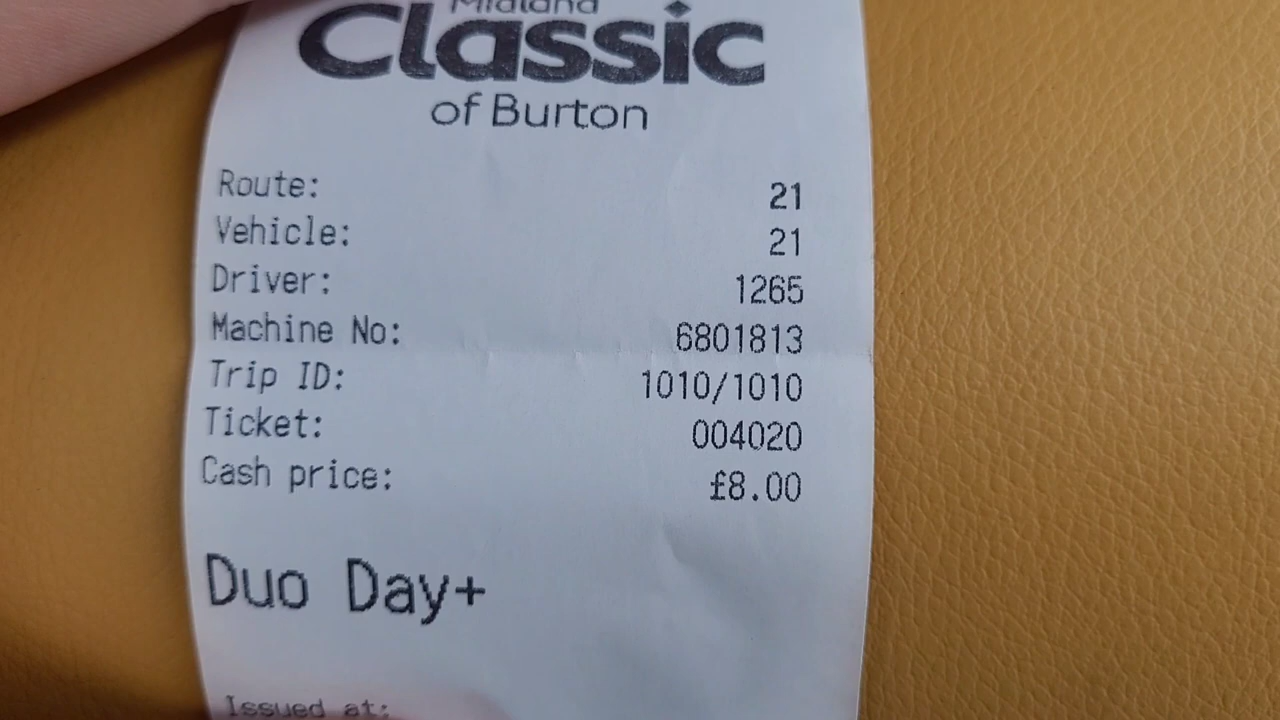 Midland
Classic
of Burton
Route: 21
Vehicle: 21
Driver: 1265
Machine No: 6801813
Trip ID: 1010/1010
Ticket: 004020
Cash price: £8.00
Duo Day+
Issued at: